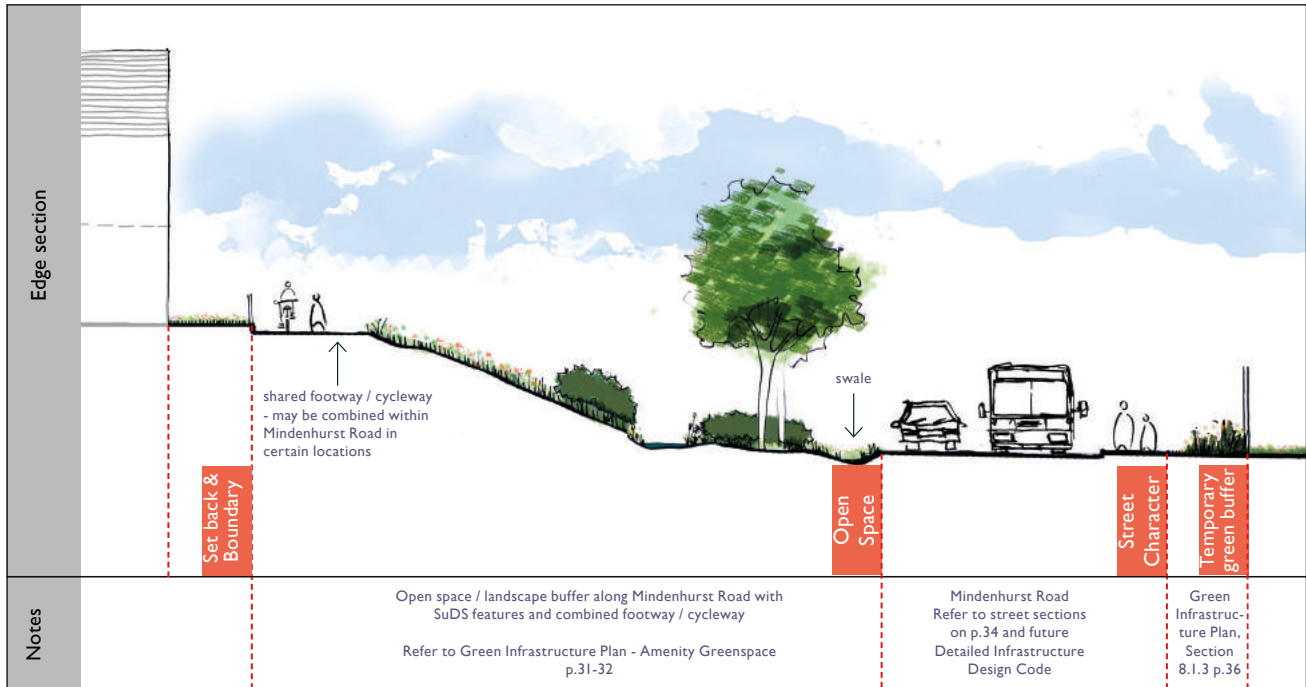 Edge section
shared footway / cycleway
- may be combined within
Mindenhurst Road in
certain locations
swale
Set back &
Boundary
Open
Space
Street
Character
Temporary
green buffer
Notes
Open space / landscape buffer along Mindenhurst Road with
SuDS features and combined footway / cycleway
Refer to Green Infrastructure Plan - Amenity Greenspace
p.31-32
Mindenhurst Road
Refer to street sections
on p.34 and future
Detailed Infrastructure
Design Code
Green
Infrastruc-
ture Plan,
Section
8.1.3 p.36